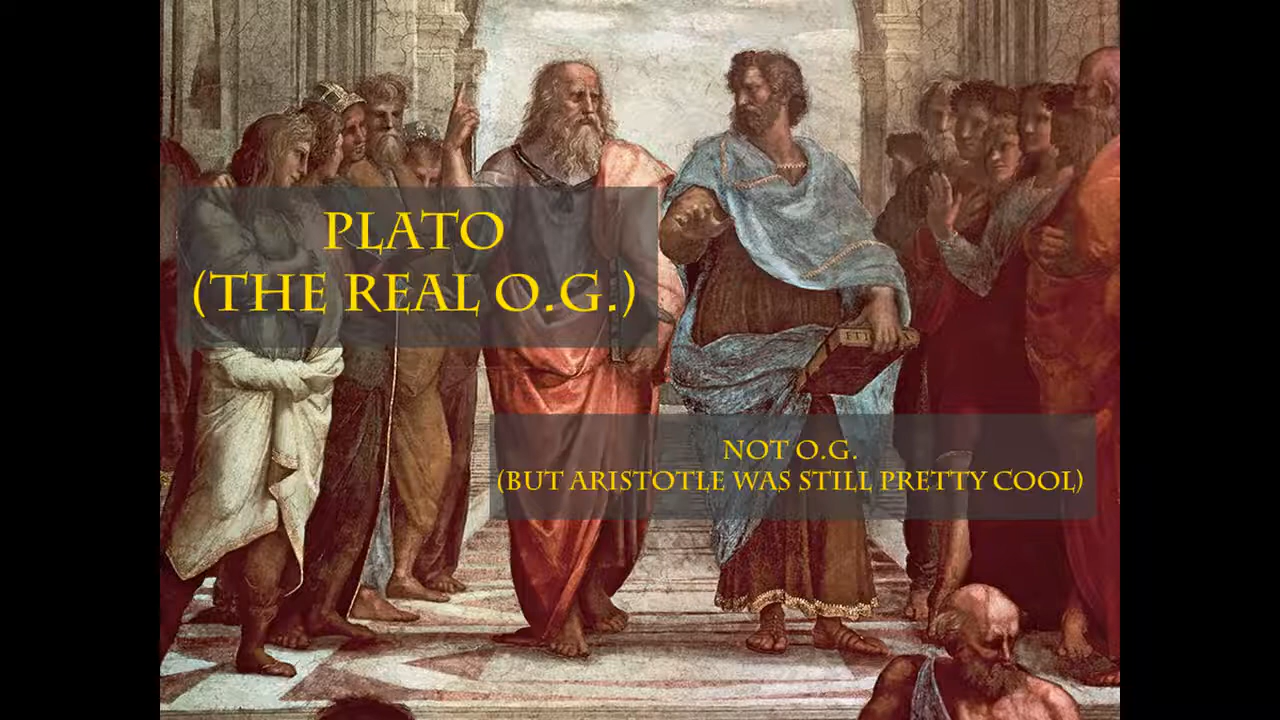 PLATO
(THE REAL O.G.)
NOT O.G.
(BUT ARISTOTLE WAS STILL PRETTY COOL)